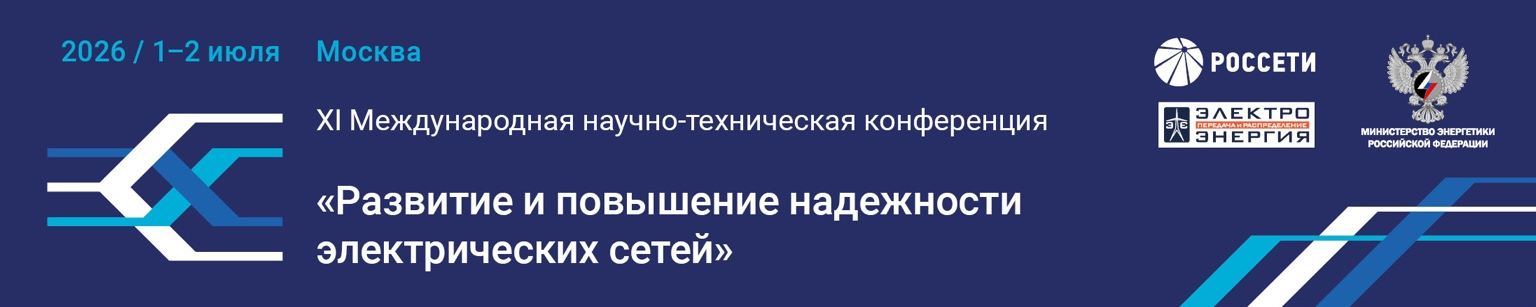 2026 / 1–2 июля Москва
XI Международная научно-техническая конференция
«Развитие и повышение надежности
электрических сетей»
РОССЕТИ
ЭЛЕКТРО
ПЕРЕДАЧА И РАСПРЕДЕЛЕНИЕ
ЭНЕРГИЯ
МИНИСТЕРСТВО ЭНЕРГЕТИКИ
РОССИЙСКОЙ ФЕДЕРАЦИИ